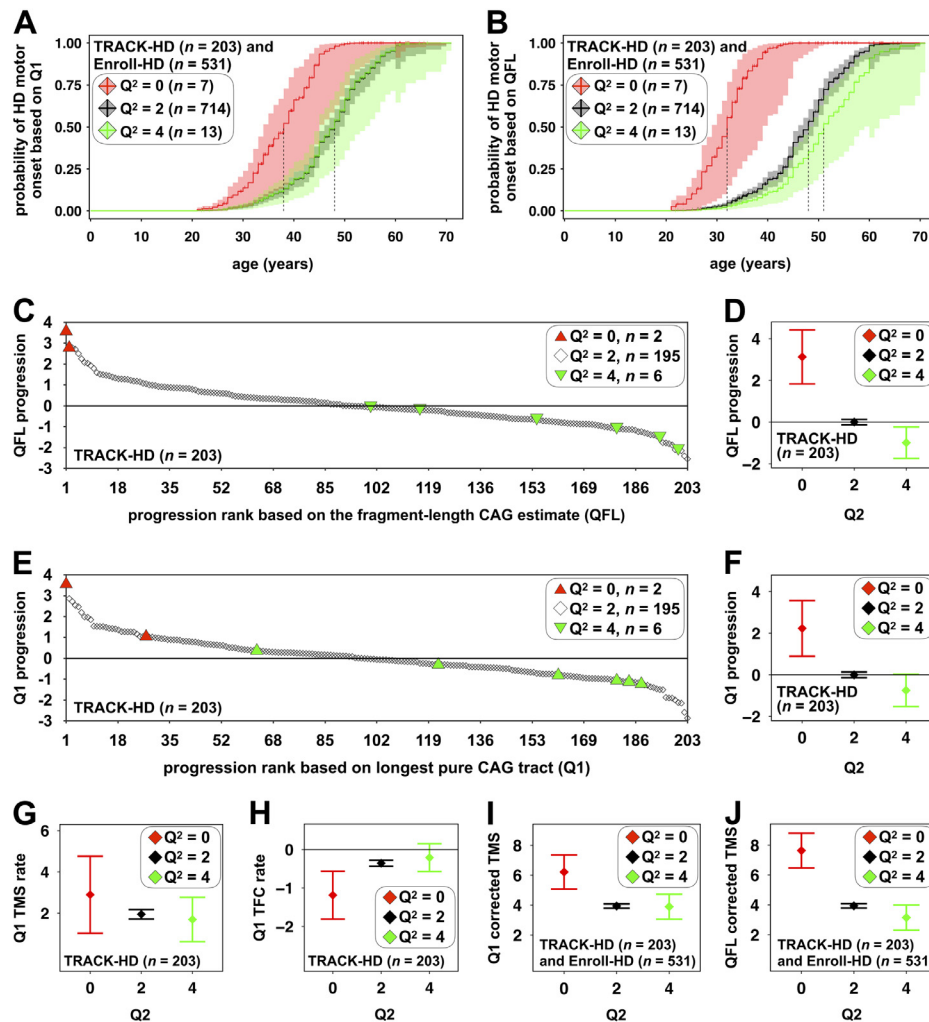 A
probability of HD motor
onset based on Q1
1.00
0.75
0.50
0.25
0.00
TRACK-HD (n = 203) and
Enroll-HD (n = 531)
Q² = 0 (n = 7)
Q² = 2 (n = 714)
Q² = 4 (n = 13)
0 10 20 30 40 50 60 70
age (years)
B
probability of HD motor
onset based on QFL
1.00
0.75
0.50
0.25
0.00
TRACK-HD (n = 203) and
Enroll-HD (n = 531)
Q² = 0 (n = 7)
Q² = 2 (n = 714)
Q² = 4 (n = 13)
0 10 20 30 40 50 60 70
age (years)
C
QFL progression
4
3
2
1
0
-1
-2
-3
Q² = 0, n = 2
Q² = 2, n = 195
Q² = 4, n = 6
TRACK-HD (n = 203)
1 18 35 52 68 85 102 119 136 153 169 186 203
progression rank based on the fragment-length CAG estimate (QFL)
D
QFL progression
4
2
0
−2
Q² = 0
Q² = 2
Q² = 4
TRACK-HD
(n = 203)
0 2 4
Q2
E
Q1 progression
4
3
2
1
0
-1
-2
-3
Q² = 0, n = 2
Q² = 2, n = 195
Q² = 4, n = 6
TRACK-HD (n = 203)
1 18 35 52 68 85 102 119 136 153 169 186 203
progression rank based on longest pure CAG tract (Q1)
F
Q1 progression
4
2
0
−2
Q² = 0
Q² = 2
Q² = 4
TRACK-HD
(n = 203)
0 2 4
Q2
G
Q1 TMS rate
6
4
2
Q² = 0
Q² = 2
Q² = 4
TRACK-HD (n = 203)
0 2 4
Q2
H
Q1 TFC rate
0
−1
−2
Q² = 0
Q² = 2
Q² = 4
TRACK-HD (n = 203)
0 2 4
Q2
I
Q1 corrected TMS
8
6
4
2
Q² = 0
Q² = 2
Q² = 4
TRACK-HD (n = 203)
and Enroll-HD (n = 531)
0 2 4
Q2
J
QFL corrected TMS
8
6
4
2
Q² = 0
Q² = 2
Q² = 4
TRACK-HD (n = 203)
and Enroll-HD (n = 531)
0 2 4
Q2